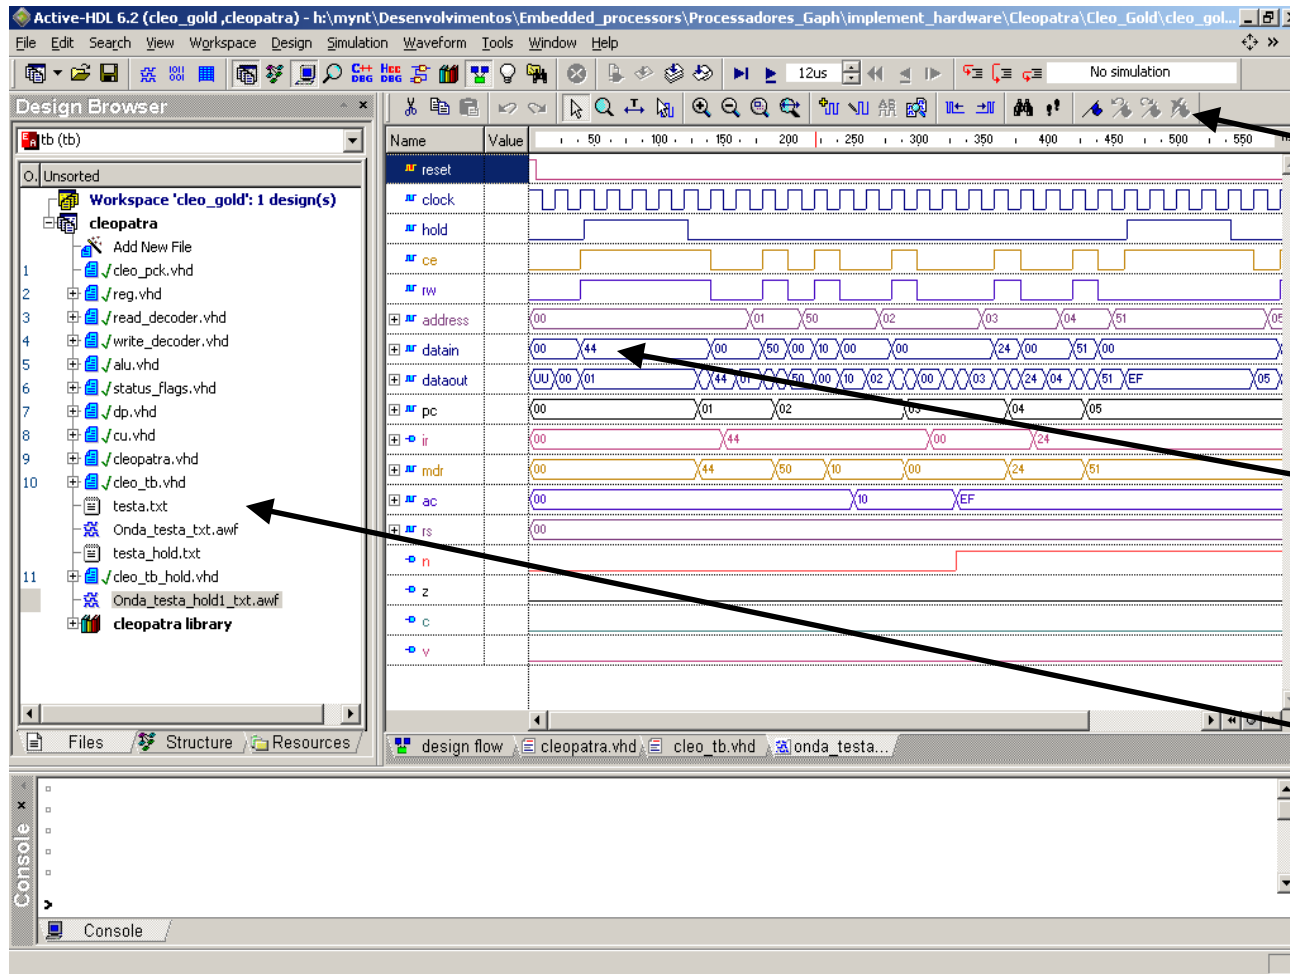 Active-HDL 6.2 (cleo_gold ,cleopatra) - h:\mynt\Desenvolvimentos\Embedded_processors\Processadores_Gaph\implement_hardware\Cleopatra\Cleo_Gold\cleo_gol...
File Edit Search View Workspace Design Simulation Waveform Tools Window Help
C++ DBG HCC DBG 12us No simulation
Design Browser
tb (tb)
O. Unsorted
Workspace 'cleo_gold': 1 design(s)
cleopatra
Add New File
1 cleo_pck.vhd
2 reg.vhd
3 read_decoder.vhd
4 write_decoder.vhd
5 alu.vhd
6 status_flags.vhd
7 dp.vhd
8 cu.vhd
9 cleopatra.vhd
10 cleo_tb.vhd
testa.txt
Onda_testa_txt.awf
testa_hold.txt
11 cleo_tb_hold.vhd
Onda_testa_hold1_txt.awf
cleopatra library
Files Structure Resources
Name Value 50 100 150 200 250 300 350 400 450 500 550
reset
clock
hold
ce
rw
address 00 01 50 02 03 04 51 05
datain 00 44 00 50 00 10 00 00 24 00 51 00
dataout UU 00 01 44 01 50 00 10 02 00 03 24 04 51 EF 05
pc 00 01 02 03 04 05
ir 00 44 00 24
mdr 00 44 50 10 00 24 51
ac 00 10 EF
rs 00
n
z
c
v
design flow cleopatra.vhd cleo_tb.vhd onda_testa...
Console
>
Console